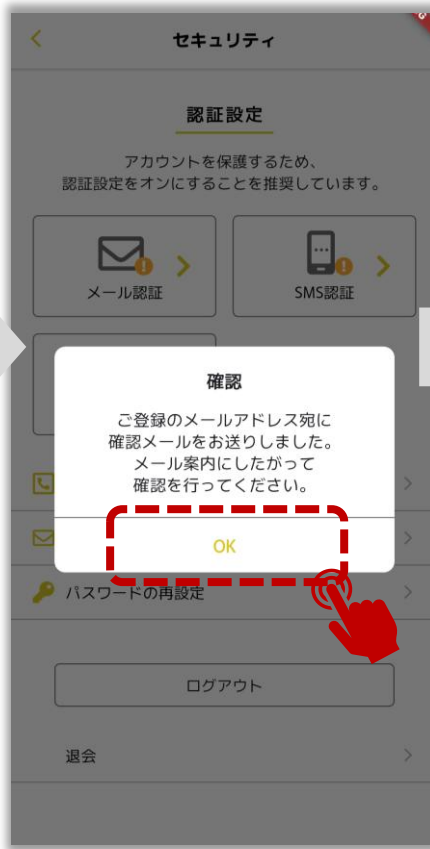 セキュリティ
認証設定
アカウントを保護するため、
認証設定をオンにすることを推奨しています。
メール認証
SMS認証
確認
ご登録のメールアドレス宛に
確認メールをお送りしました。
メール案内にしたがって
確認を行ってください。
OK
パスワードの再設定
ログアウト
退会